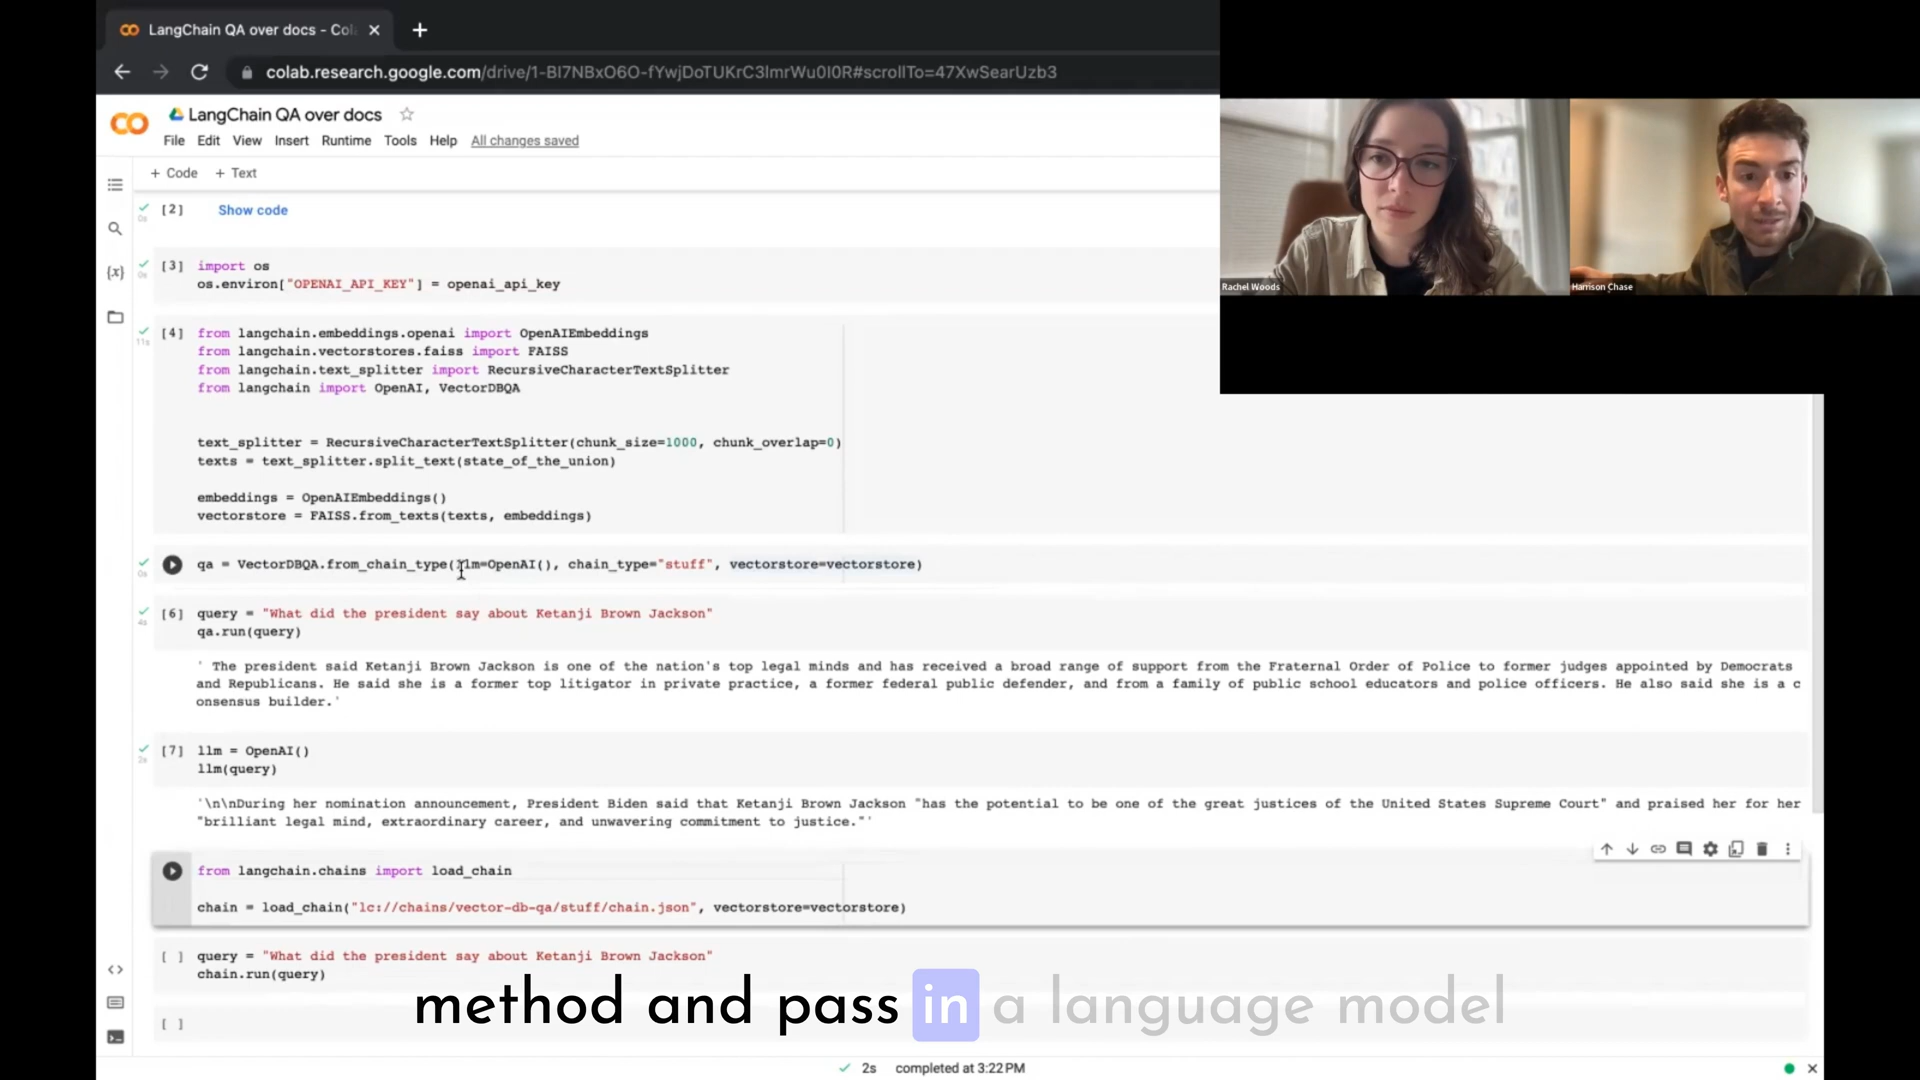 LangChain QA over docs - Col
colab.research.google.com/drive/1-BI7NBxO6O-fYwjDoTUKrC3ImrWu0I0R#scrollTo=47XwSearUzb3
LangChain QA over docs
File Edit View Insert Runtime Tools Help All changes saved
+ Code + Text
Rachel Woods
Harrison Chase
[2] Show code
0s
[3] import os
0s
os.environ["OPENAI_API_KEY"] = openai_api_key
[4] from langchain.embeddings.openai import OpenAIEmbeddings
11s
from langchain.vectorstores.faiss import FAISS
from langchain.text_splitter import RecursiveCharacterTextSplitter
from langchain import OpenAI, VectorDBQA
text_splitter = RecursiveCharacterTextSplitter(chunk_size=1000, chunk_overlap=0)
texts = text_splitter.split_text(state_of_the_union)
embeddings = OpenAIEmbeddings()
vectorstore = FAISS.from_texts(texts, embeddings)
qa = VectorDBQA.from_chain_type(llm=OpenAI(), chain_type="stuff", vectorstore=vectorstore)
0s
[6] query = "What did the president say about Ketanji Brown Jackson"
4s
qa.run(query)
' The president said Ketanji Brown Jackson is one of the nation's top legal minds and has received a broad range of support from the Fraternal Order of Police to former judges appointed by Democrats
and Republicans. He said she is a former top litigator in private practice, a former federal public defender, and from a family of public school educators and police officers. He also said she is a c
onsensus builder.'
[7] llm = OpenAI()
2s
llm(query)
'\n\nDuring her nomination announcement, President Biden said that Ketanji Brown Jackson "has the potential to be one of the great justices of the United States Supreme Court" and praised her for her
"brilliant legal mind, extraordinary career, and unwavering commitment to justice."'
from langchain.chains import load_chain
chain = load_chain("lc://chains/vector-db-qa/stuff/chain.json", vectorstore=vectorstore)
[ ] query = "What did the president say about Ketanji Brown Jackson"
chain.run(query)
method and pass in a language model
[ ]
2s completed at 3:22 PM